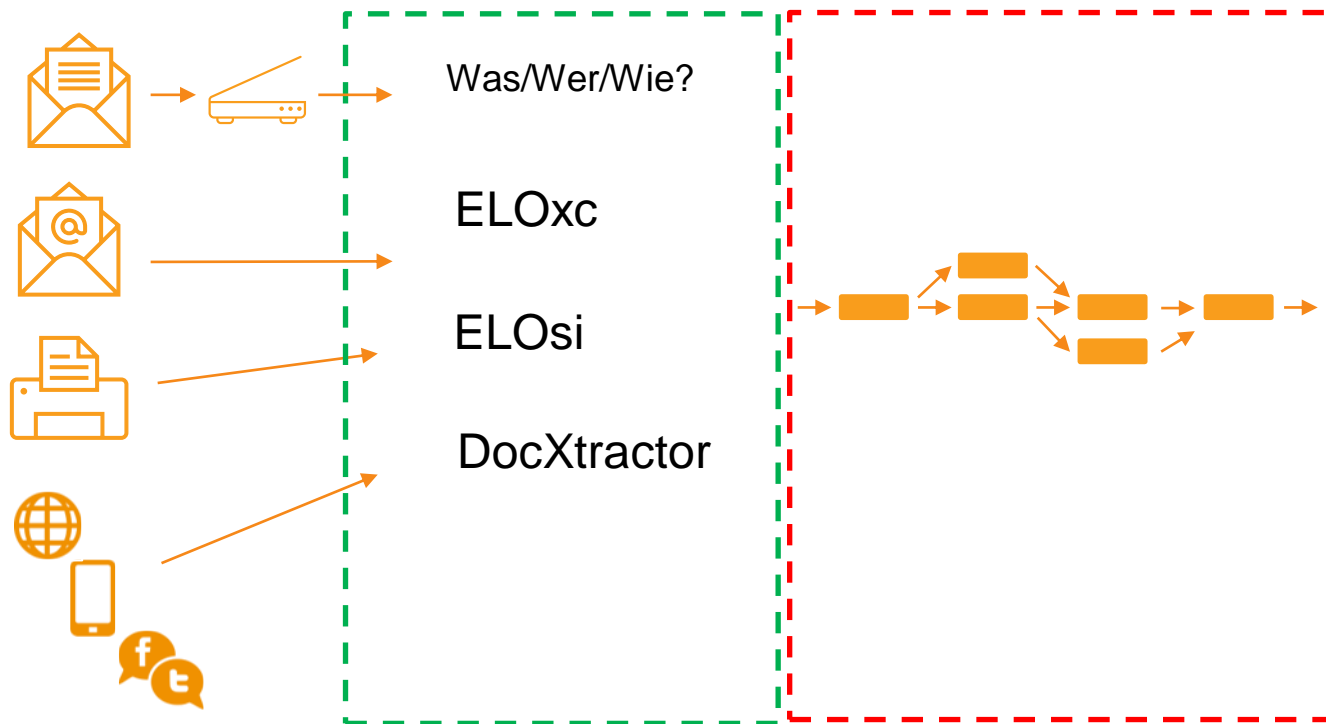 Was/Wer/Wie?
ELOxc
ELOsi
DocXtractor
@
f
t